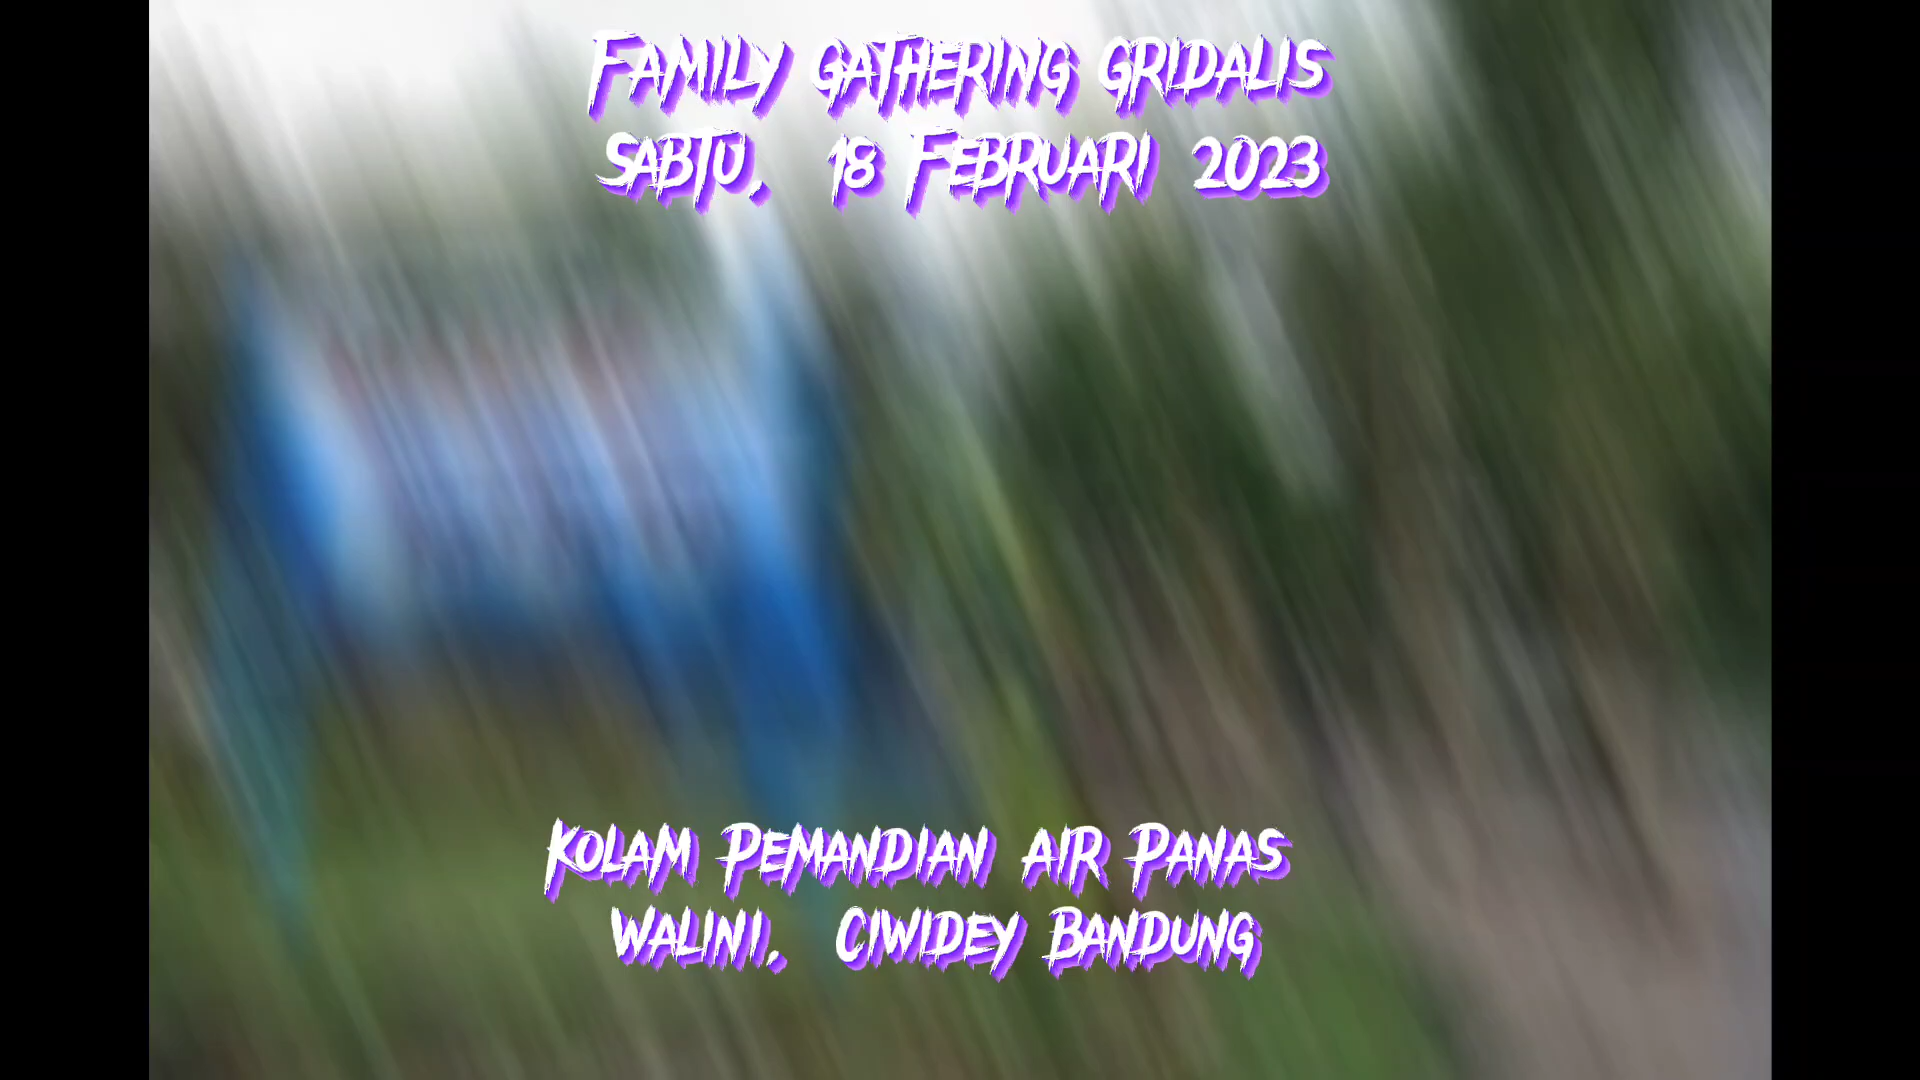 Family gathering gridalis
Sabtu, 18 Februari 2023
Kolam Pemandian air Panas
Walini, Ciwidey Bandung